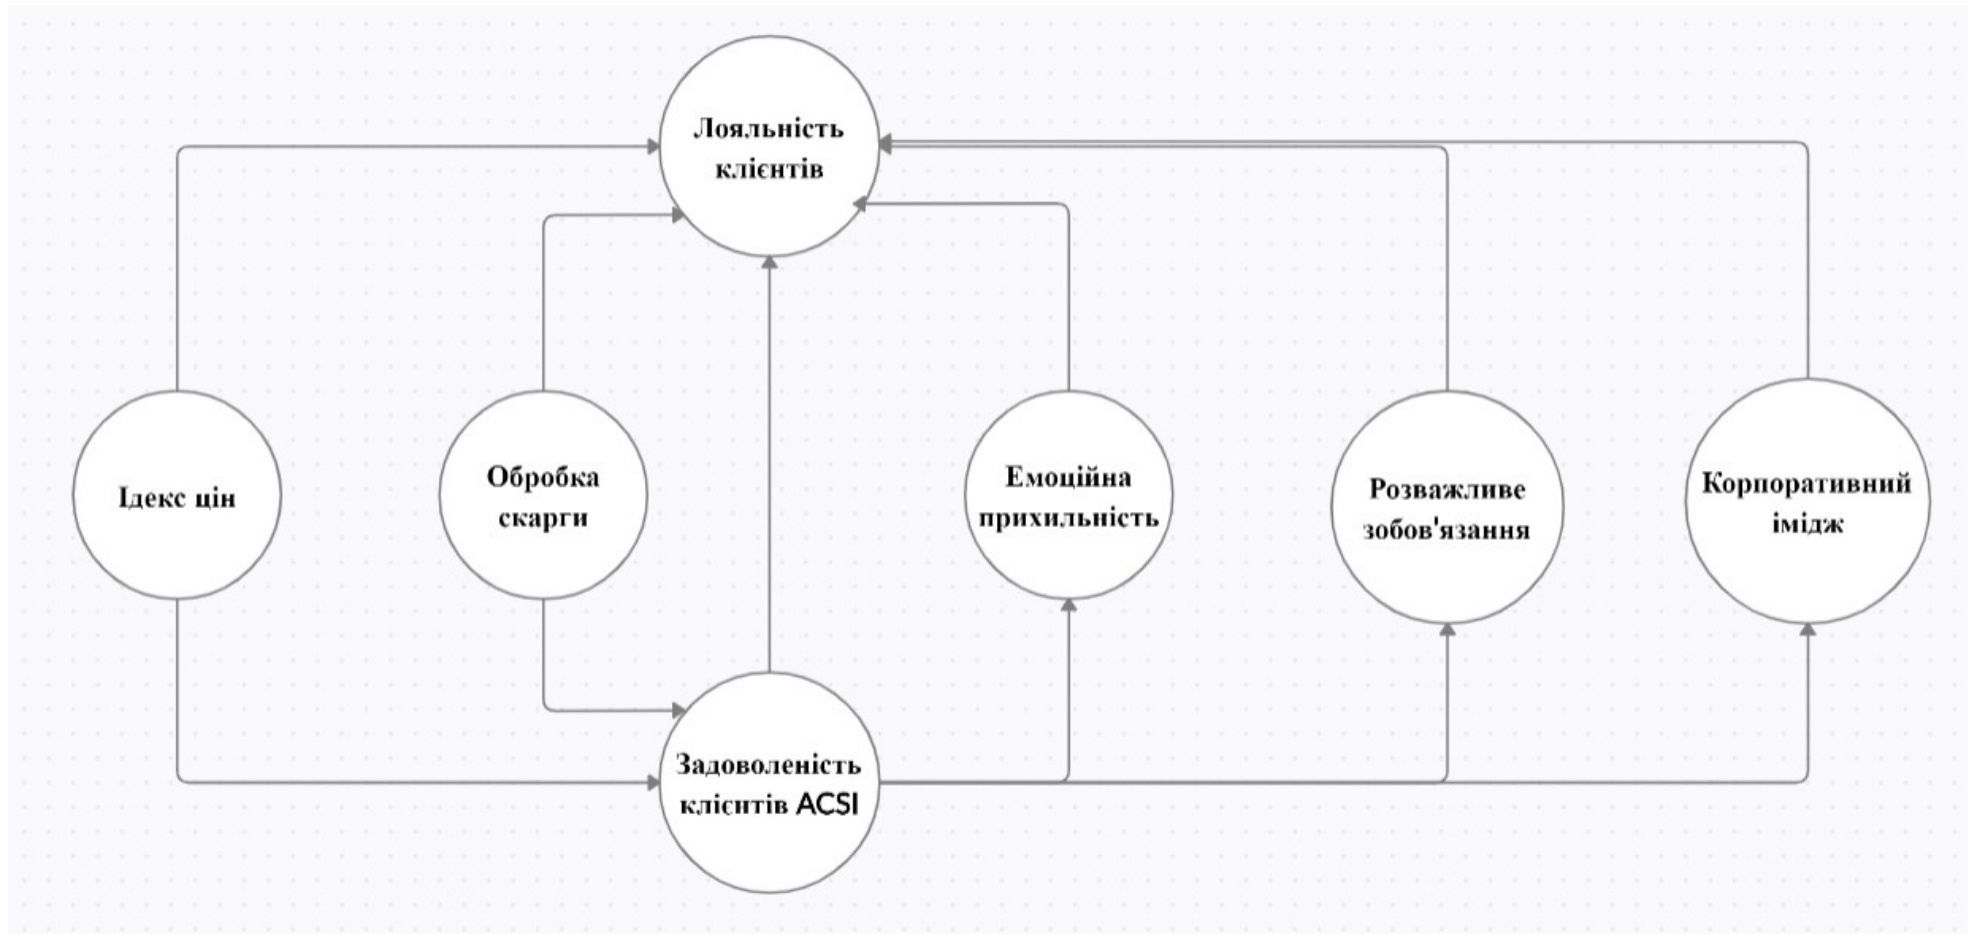 Лояльність
клієнтів
Ідекс цін
Обробка
скарги
Емоційна
прихильність
Розважливе
зобов'язання
Корпоративний
імідж
Задоволеність
клієнтів ACSI